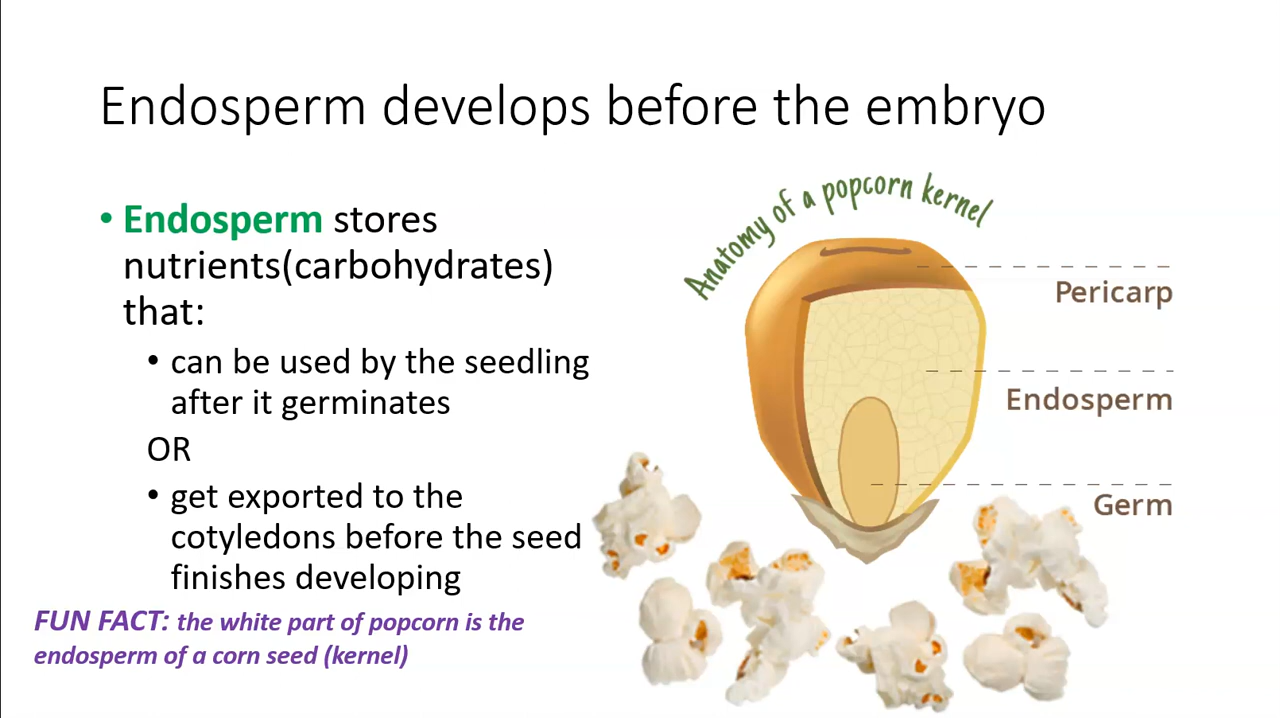 Endosperm develops before the embryo
• Endosperm stores
nutrients(carbohydrates)
that:
• can be used by the seedling
after it germinates
OR
• get exported to the
cotyledons before the seed
finishes developing
FUN FACT: the white part of popcorn is the
endosperm of a corn seed (kernel)
Anatomy of a popcorn kernel
Pericarp
Endosperm
Germ